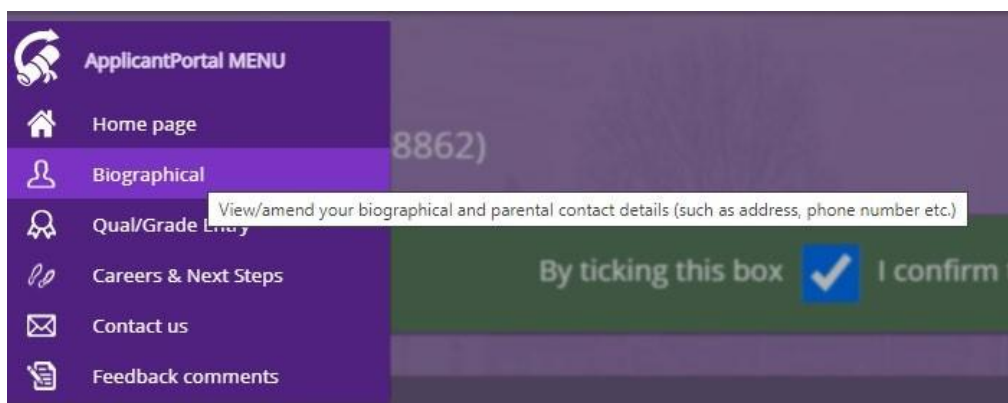 ApplicantPortal MENU
Home page
8862)
Biographical
View/amend your biographical and parental contact details (such as address, phone number etc.)
Qual/Grade Entry
By ticking this box
I confirm
Careers & Next Steps
Contact us
Feedback comments